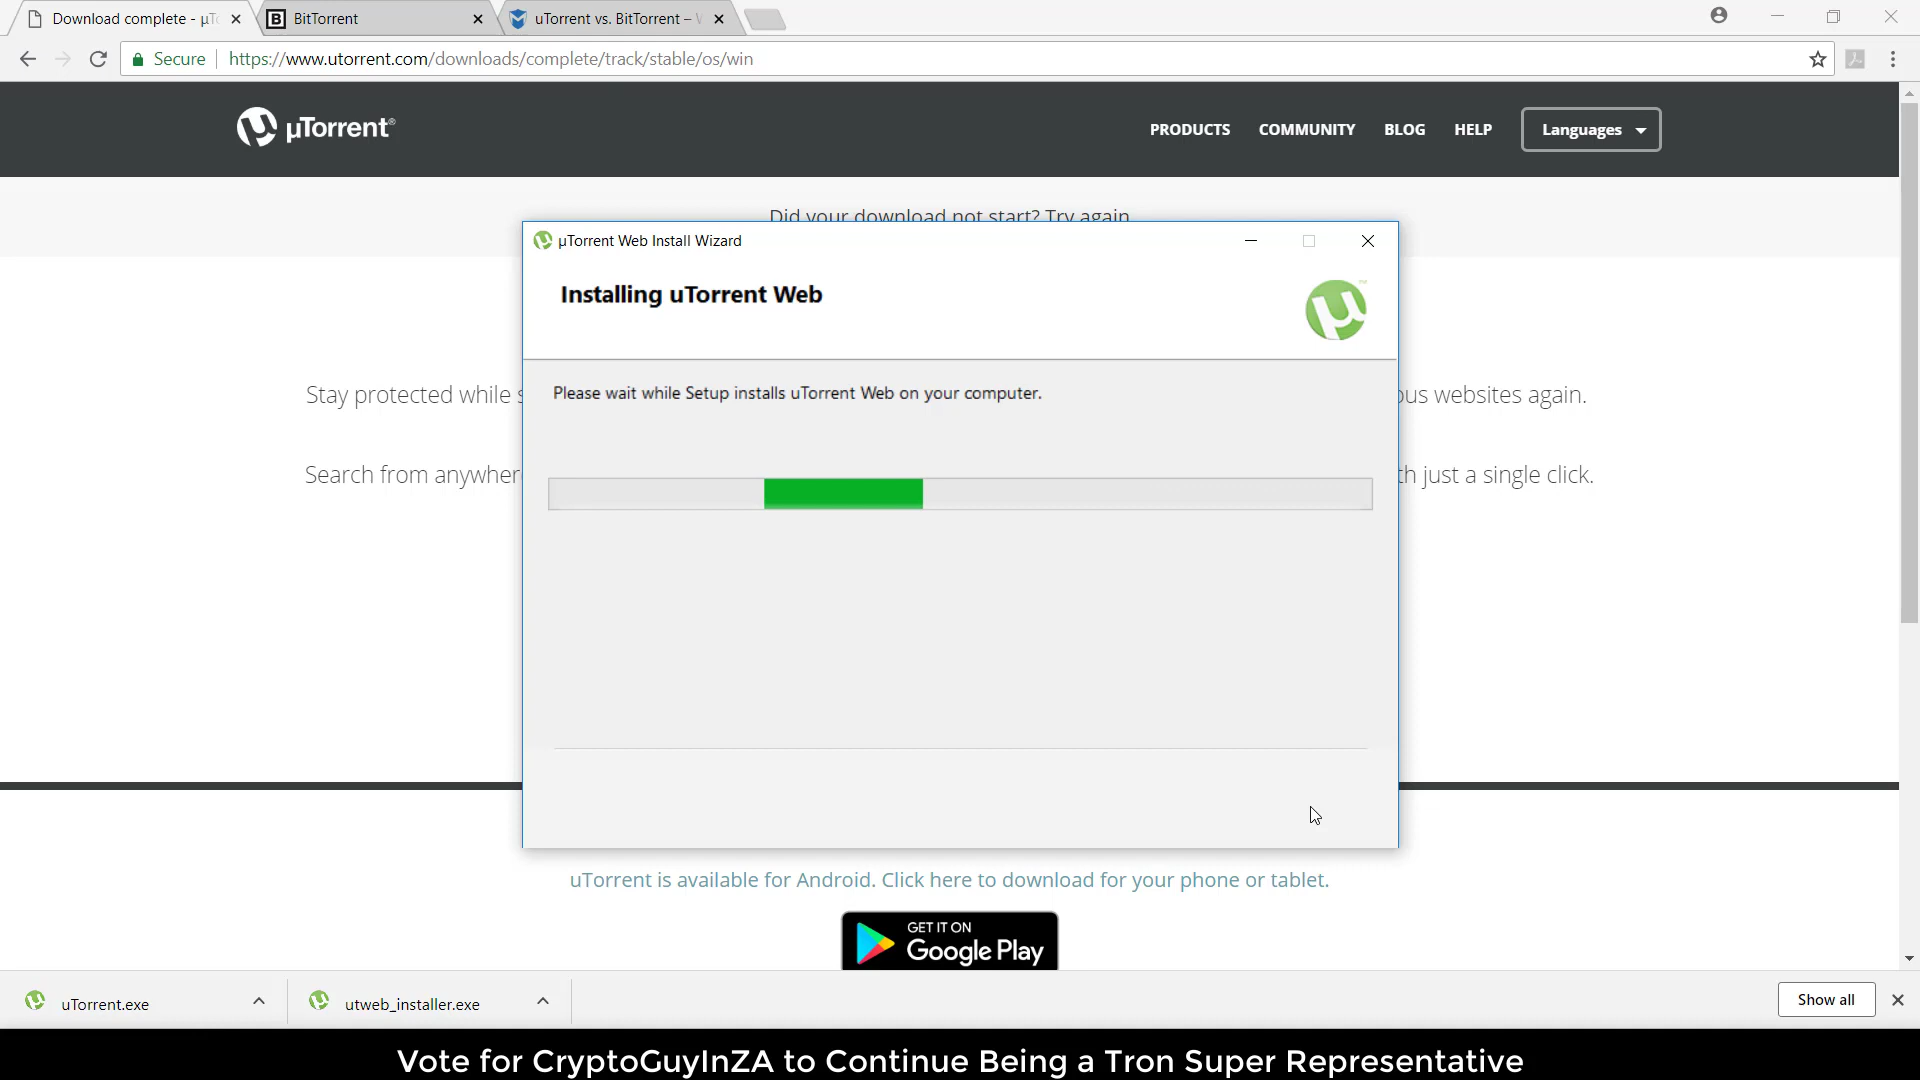 Download complete - µTo
BitTorrent
uTorrent vs. BitTorrent – W
Secure
https://www.utorrent.com/downloads/complete/track/stable/os/win
µTorrent®
PRODUCTS
COMMUNITY
BLOG
HELP
Languages
Did your download not start? Try again
µTorrent Web Install Wizard
Installing uTorrent Web
µ
Stay protected while s
ous websites again.
Please wait while Setup installs uTorrent Web on your computer.
Search from anywher
th just a single click.
uTorrent is available for Android. Click here to download for your phone or tablet.
GET IT ON
Google Play
uTorrent.exe
utweb_installer.exe
Show all
Vote for CryptoGuyInZA to Continue Being a Tron Super Representative